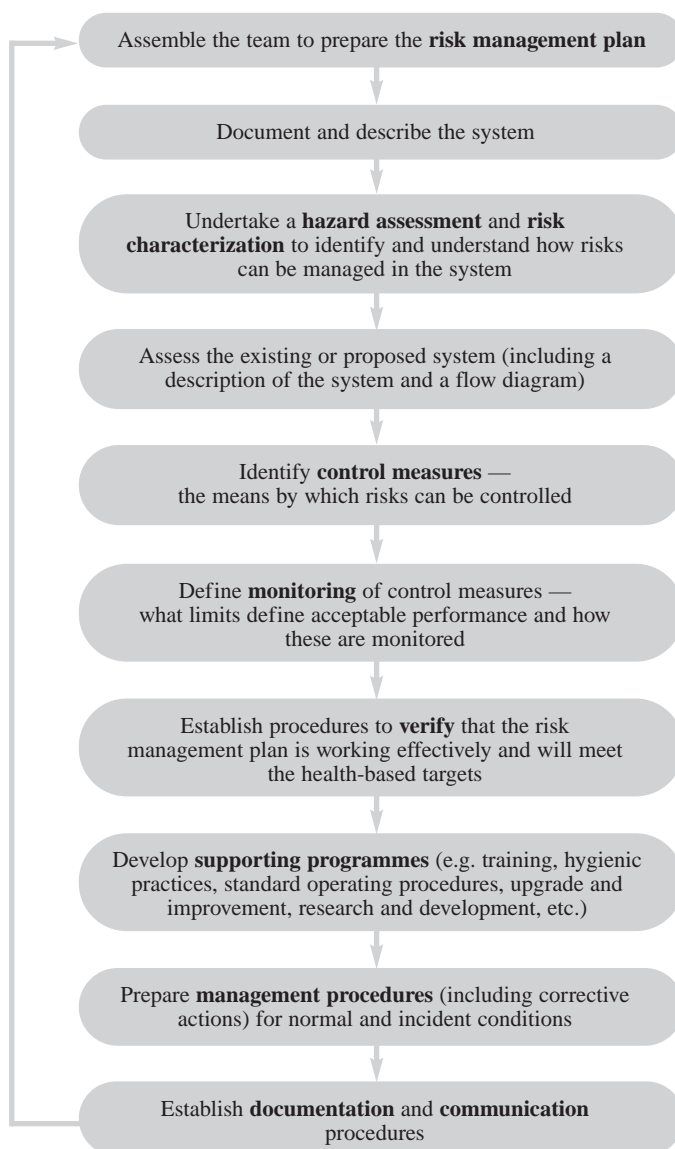 Assemble the team to prepare the risk management plan
Document and describe the system
Undertake a hazard assessment and risk
characterization to identify and understand how risks
can be managed in the system
Assess the existing or proposed system (including a
description of the system and a flow diagram)
Identify control measures —
the means by which risks can be controlled
Define monitoring of control measures —
what limits define acceptable performance and how
these are monitored
Establish procedures to verify that the risk
management plan is working effectively and will meet
the health-based targets
Develop supporting programmes (e.g. training, hygienic
practices, standard operating procedures, upgrade and
improvement, research and development, etc.)
Prepare management procedures (including corrective
actions) for normal and incident conditions
Establish documentation and communication
procedures